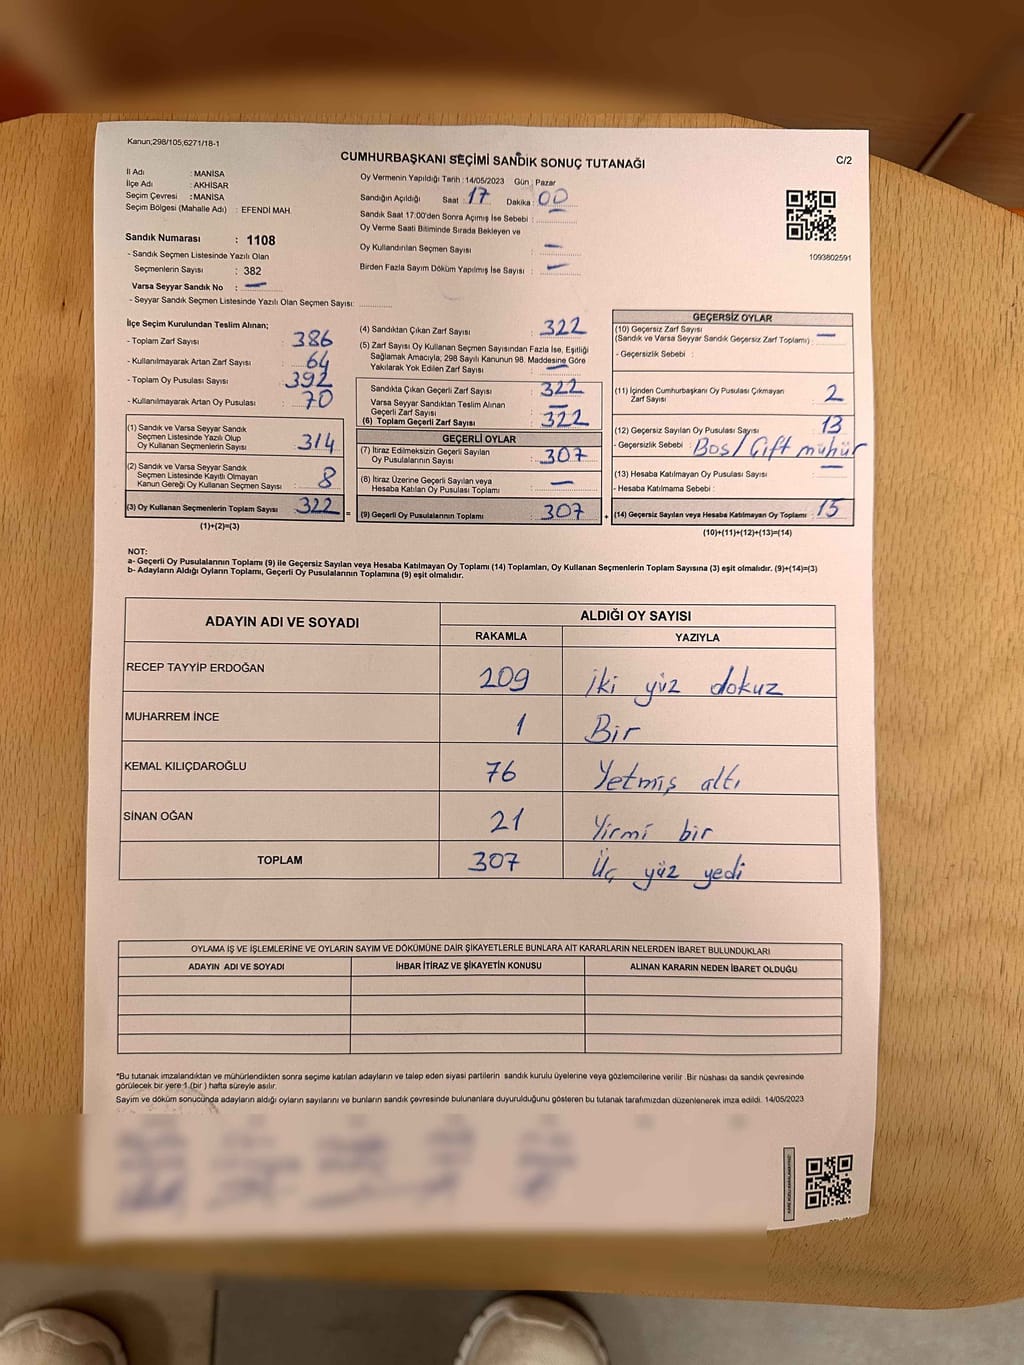 Kanun;298/105;6271/18-1
CUMHURBAŞKANI SEÇİMİ SANDIK SONUÇ TUTANAĞI
C/2
İl Adı : MANİSA
İlçe Adı : AKHİSAR
Seçim Çevresi : MANİSA
Seçim Bölgesi (Mahalle Adı) : EFENDİ MAH.
Sandık Numarası : 1108
- Sandık Seçmen Listesinde Yazılı Olan
Seçmenlerin Sayısı : 382
Varsa Seyyar Sandık No : —
- Seyyar Sandık Seçmen Listesinde Yazılı Olan Seçmen Sayısı:
Oy Vermenin Yapıldığı Tarih :14/05/2023 Gün : Pazar
Sandığın Açıldığı Saat : 17 Dakika : 00
Sandık Saat 17:00'den Sonra Açımış İse Sebebi :
Oy Verme Saati Bitiminde Sırada Bekleyen ve
Oy Kullandırılan Seçmen Sayısı —
Birden Fazla Sayım Döküm Yapılmış İse Sayısı : —
1093802591
İlçe Seçim Kurulundan Teslim Alınan;
- Toplam Zarf Sayısı : 386
- Kullanılmayarak Artan Zarf Sayısı : 64
- Toplam Oy Pusulası Sayısı : 392
- Kullanılmayarak Artan Oy Pusulası : 70
(1) Sandık ve Varsa Seyyar Sandık
Seçmen Listesinde Yazılı Olup
Oy Kullanan Seçmenlerin Sayısı : 314
(2) Sandık ve Varsa Seyyar Sandık
Seçmen Listesinde Kayıtlı Olmayan
Kanun Gereği Oy Kullanan Seçmen Sayısı : 8
(3) Oy Kullanan Seçmenlerin Toplam Sayısı : 322 =
(1)+(2)=(3)
(4) Sandıktan Çıkan Zarf Sayısı : 322
(5) Zarf Sayısı Oy Kullanan Seçmen Sayısından Fazla İse, Eşitliği
Sağlamak Amacıyla, 298 Sayılı Kanunun 98. Maddesine Göre
Yakılarak Yok Edilen Zarf Sayısı : —
Sandıkta Çıkan Geçerli Zarf Sayısı : 322
Varsa Seyyar Sandıktan Teslim Alınan
Geçerli Zarf Sayısı : —
(6) Toplam Geçerli Zarf Sayısı : 322
GEÇERLİ OYLAR
(7) İtiraz Edilmeksizin Geçerli Sayılan
Oy Pusulalarının Sayısı : 307
(8) İtiraz Üzerine Geçerli Sayılan veya
Hesaba Katılan Oy Pusulası Toplamı : —
(9) Geçerli Oy Pusulalarının Toplamı : 307 +
GEÇERSİZ OYLAR
(10) Geçersiz Zarf Sayısı
(Sandık ve Varsa Seyyar Sandık Geçersiz Zarf Toplamı) : —
- Geçersizlik Sebebi :
(11) İçinden Cumhurbaşkanı Oy Pusulası Çıkmayan
Zarf Sayısı : 2
(12) Geçersiz Sayılan Oy Pusulası Sayısı : 13
- Geçersizlik Sebebi : Bos/Çift mühür
(13) Hesaba Katılmayan Oy Pusulası Sayısı : —
- Hesaba Katılmama Sebebi :
(14) Geçersiz Sayılan veya Hesaba Katılmayan Oy Toplamı : 15
(10)+(11)+(12)+(13)=(14)
NOT:
a- Geçerli Oy Pusulalarının Toplamı (9) ile Geçersiz Sayılan veya Hesaba Katılmayan Oy Toplamı (14) Toplamları, Oy Kullanan Seçmenlerin Toplam Sayısına (3) eşit olmalıdır. (9)+(14)=(3)
b- Adayların Aldığı Oyların Toplamı, Geçerli Oy Pusulalarının Toplamına (9) eşit olmalıdır.
ADAYIN ADI VE SOYADI ALDIĞI OY SAYISI
RAKAMLA YAZIYLA
RECEP TAYYİP ERDOĞAN 209 İki yüz dokuz
MUHARREM İNCE 1 Bir
KEMAL KILIÇDAROĞLU 76 Yetmiş altı
SİNAN OĞAN 21 Yirmi bir
TOPLAM 307 Üç yüz yedi
OYLAMA İŞ VE İŞLEMLERİNE VE OYLARIN SAYIM VE DÖKÜMÜNE DAİR ŞİKAYETLERLE BUNLARA AİT KARARLARIN NELERDEN İBARET BULUNDUKLARI
ADAYIN ADI VE SOYADI İHBAR İTİRAZ VE ŞİKAYETİN KONUSU ALINAN KARARIN NEDEN İBARET OLDUĞU
*Bu tutanak imzalandıktan ve mühürlendikten sonra seçime katılan adayların ve talep eden siyasi partilerin sandık kurulu üyelerine veya gözlemcilerine verilir .Bir nüshası da sandık çevresinde
görülecek bir yere 1 (bir ) hafta süreyle asılır.
Sayım ve döküm sonucunda adayların aldığı oyların sayılarını ve bunların sandık çevresinde bulunanlara duyurulduğunu gösteren bu tutanak tarafımızdan düzenlenerek imza edildi. 14/05/2023